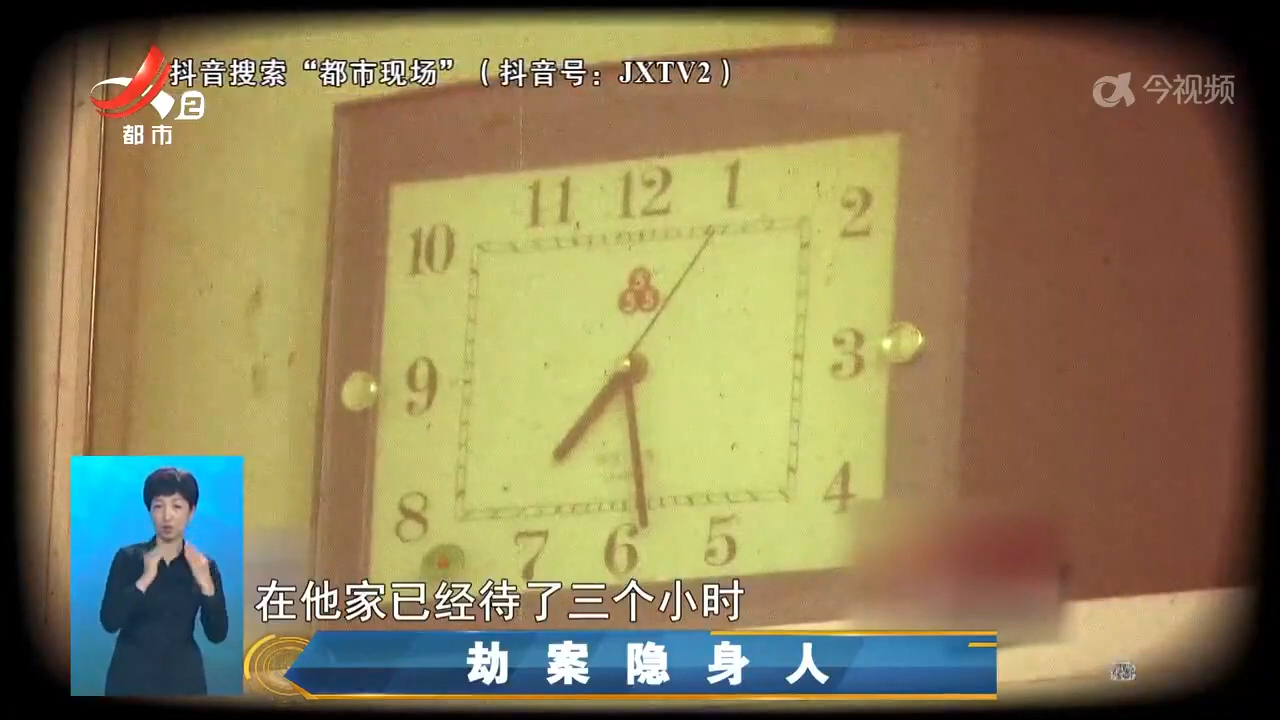 抖音搜索“都市现场”（抖音号：JXTV2）
2
都市
今视频
11 12 1
10 2
9 3
8 4
7 6 5
在他家已经待了三个小时
劫案隐身人